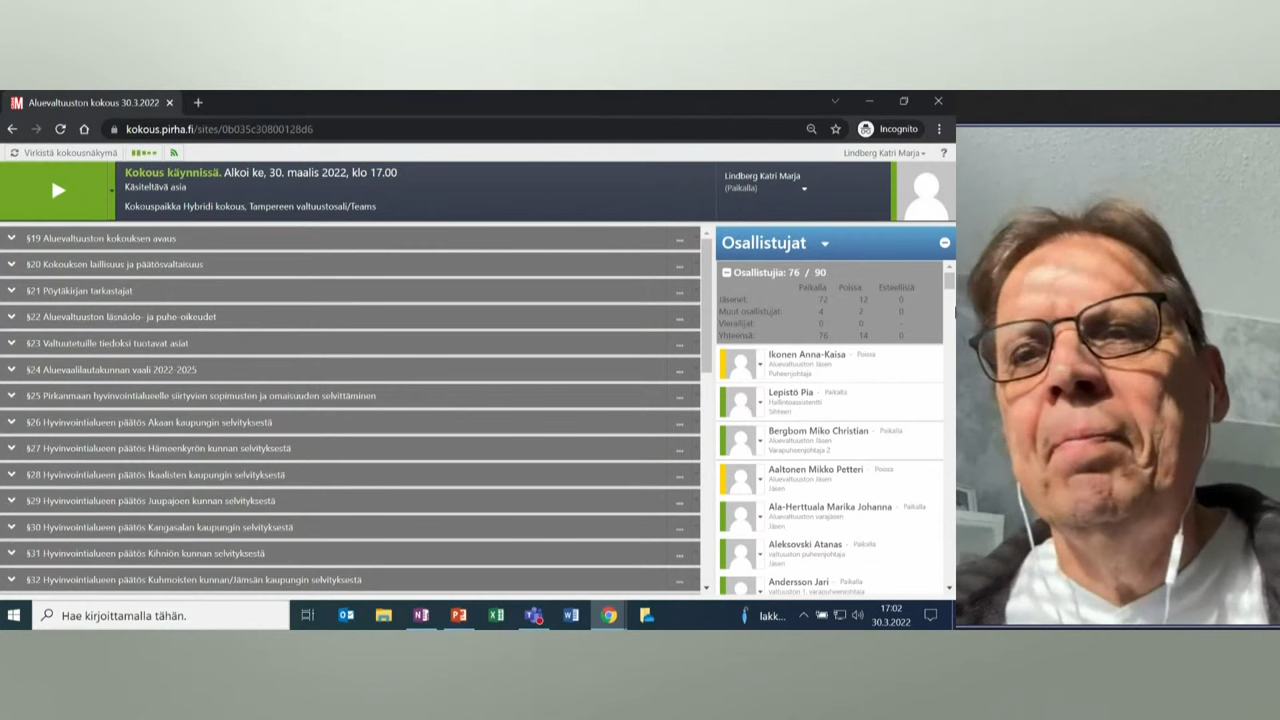 Aluevaltuuston kokous 30.3.2022
kokous.pirha.fi/sites/0b035c30800128d6
Incognito
Virkistä kokousnäkymä
Lindberg Katri Marja
?
Kokous käynnissä. Alkoi ke, 30. maalis 2022, klo 17.00
Käsiteltävä asia
Kokouspaikka Hybridi kokous, Tampereen valtuustosali/Teams
Lindberg Katri Marja
(Paikalla)
§19 Aluevaltuuston kokouksen avaus
§20 Kokouksen laillisuus ja päätösvaltaisuus
§21 Pöytäkirjan tarkastajat
§22 Aluevaltuuston läsnäolo- ja puhe-oikeudet
§23 Valtuutetuille tiedoksi tuotavat asiat
§24 Aluevaalilautakunnan vaali 2022-2025
§25 Pirkanmaan hyvinvointialueelle siirtyvien sopimusten ja omaisuuden selvittäminen
§26 Hyvinvointialueen päätös Akaan kaupungin selvityksestä
§27 Hyvinvointialueen päätös Hämeenkyrön kunnan selvityksestä
§28 Hyvinvointialueen päätös Ikaalisten kaupungin selvityksestä
§29 Hyvinvointialueen päätös Juupajoen kunnan selvityksestä
§30 Hyvinvointialueen päätös Kangasalan kaupungin selvityksestä
§31 Hyvinvointialueen päätös Kihniön kunnan selvityksestä
§32 Hyvinvointialueen päätös Kuhmoisten kunnan/Jämsän kaupungin selvityksestä
Osallistujat
Osallistujia: 76 / 90
Paikalla Poissa Esteellisiä
Jäsenet: 72 12 0
Muut osallistujat: 4 2 0
Vierailijat: 0 0 -
Yhteensä: 76 14 0
Ikonen Anna-Kaisa - Poissa
Aluevaltuuston Jäsen
Puheenjohtaja
Lepistö Pia - Paikalla
Hallintoassistentti
Sihteeri
Bergbom Miko Christian - Paikalla
Aluevaltuuston Jäsen
Varapuheenjohtaja 2
Aaltonen Mikko Petteri - Poissa
Aluevaltuuston Jäsen
Jäsen
Ala-Herttuala Marika Johanna - Paikalla
Aluevaltuuston varajäsen
Jäsen
Aleksovski Atanas - Paikalla
valtuuston puheenjohtaja
Jäsen
Andersson Jari - Paikalla
valtuuston 1. varapuheenjohtaja
Hae kirjoittamalla tähän.
lakk...
17:02
30.3.2022